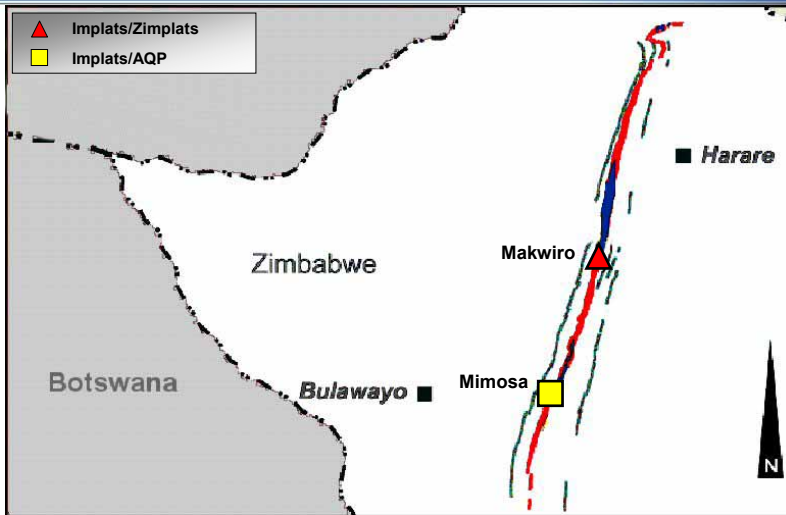 Implats/Zimplats
Implats/AQP
Harare
Makwiro
Zimbabwe
Mimosa
Botswana
Bulawayo
N